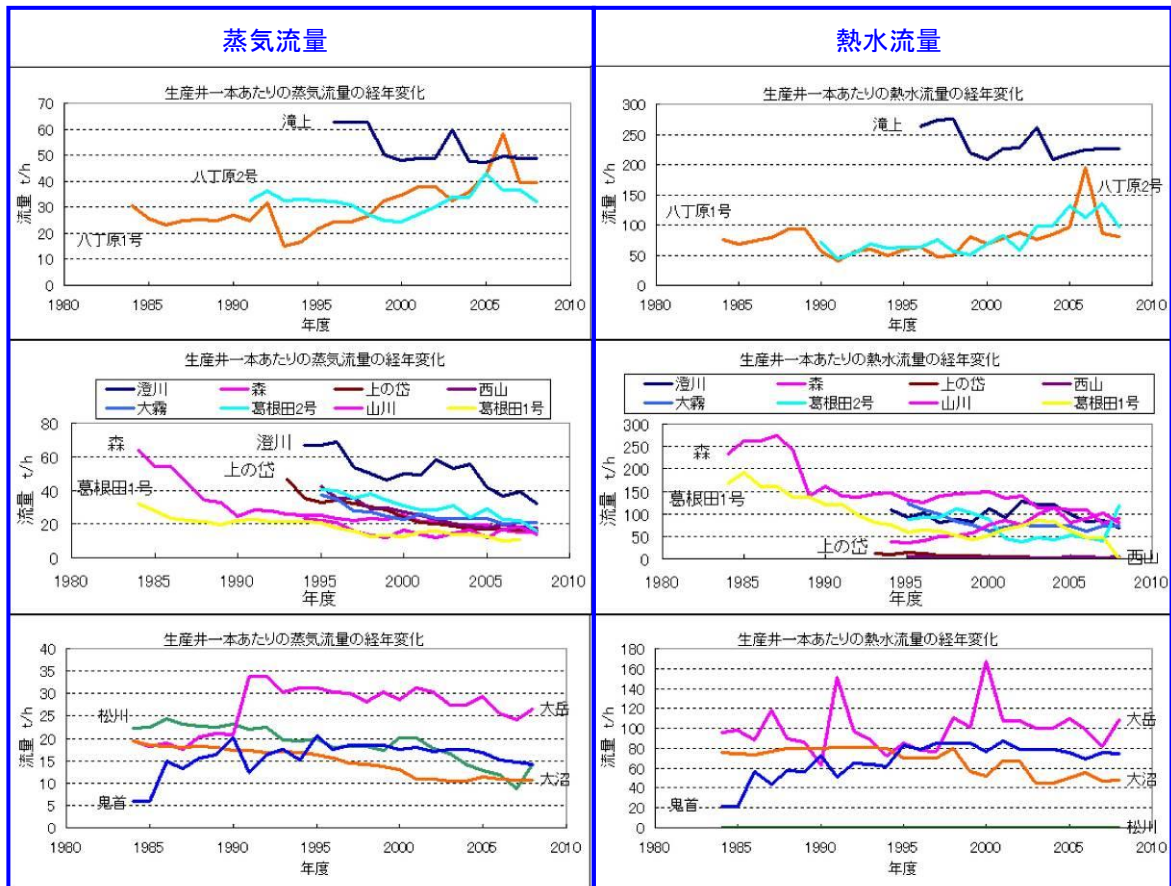 蒸気流量
熱水流量
生産井一本あたりの蒸気流量の経年変化
流量 t/h
70
60
50
40
30
20
10
0
滝上
八丁原2号
八丁原1号
1980 1985 1990 1995 2000 2005 2010
年度
生産井一本あたりの熱水流量の経年変化
流量 t/h
300
250
200
150
100
50
0
滝上
八丁原2号
八丁原1号
1980 1985 1990 1995 2000 2005 2010
年度
生産井一本あたりの蒸気流量の経年変化
澄川 森 上の岱 西山
大霧 葛根田2号 山川 葛根田1号
流量 t/h
80
60
40
20
0
森
澄川
上の岱
葛根田1号
1980 1985 1990 1995 2000 2005 2010
年度
生産井一本あたりの熱水流量の経年変化
澄川 森 上の岱 西山
大霧 葛根田2号 山川 葛根田1号
流量 t/h
300
250
200
150
100
50
0
森
葛根田1号
上の岱
西山
1980 1985 1990 1995 2000 2005 2010
年度
生産井一本あたりの蒸気流量の経年変化
流量 t/h
40
35
30
25
20
15
10
5
0
松川
大岳
大沼
鬼首
1980 1985 1990 1995 2000 2005 2010
年度
生産井一本あたりの熱水流量の経年変化
流量 t/h
180
160
140
120
100
80
60
40
20
0
大岳
大沼
鬼首
松川
1980 1985 1990 1995 2000 2005 2010
年度